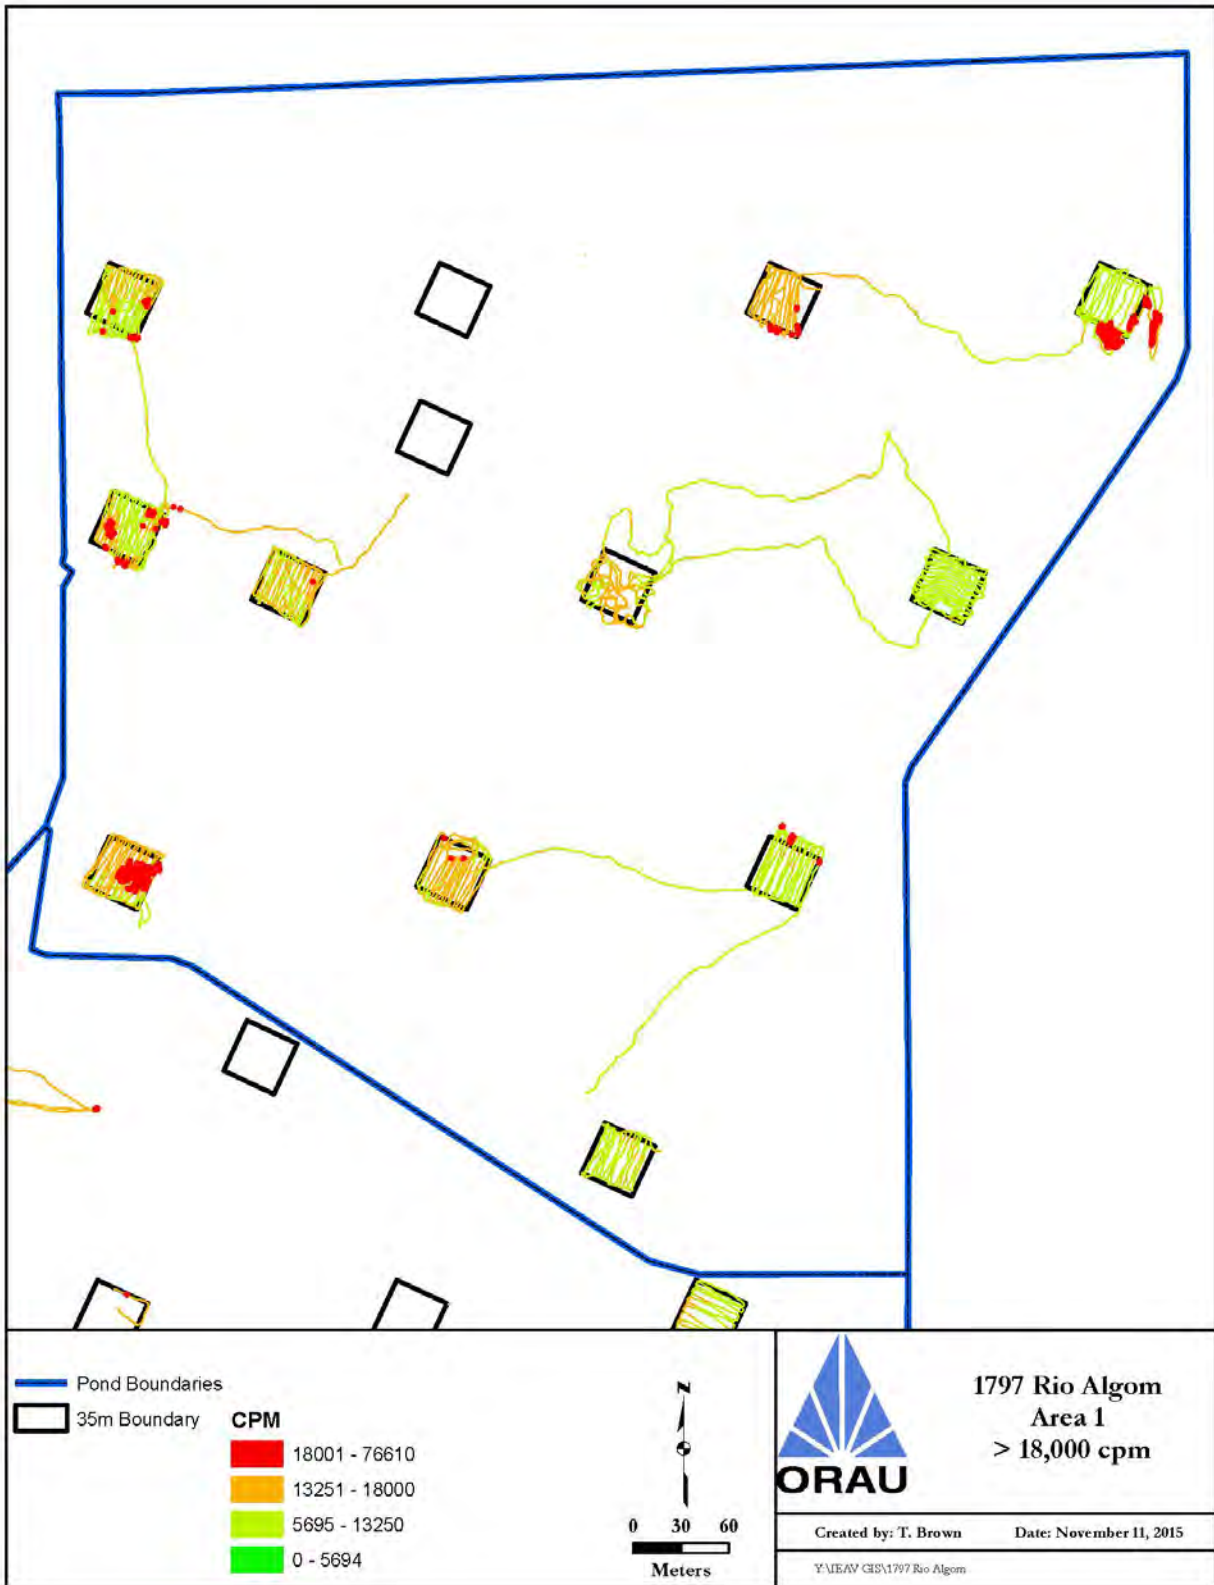 Pond Boundaries
35m Boundary
CPM
18001 - 76610
13251 - 18000
5695 - 13250
0 - 5694
N
0 30 60
Meters
ORAU
1797 Rio Algom
Area 1
> 18,000 cpm
Created by: T. Brown Date: November 11, 2015
Y:\IEAV GIS\1797 Rio Algom